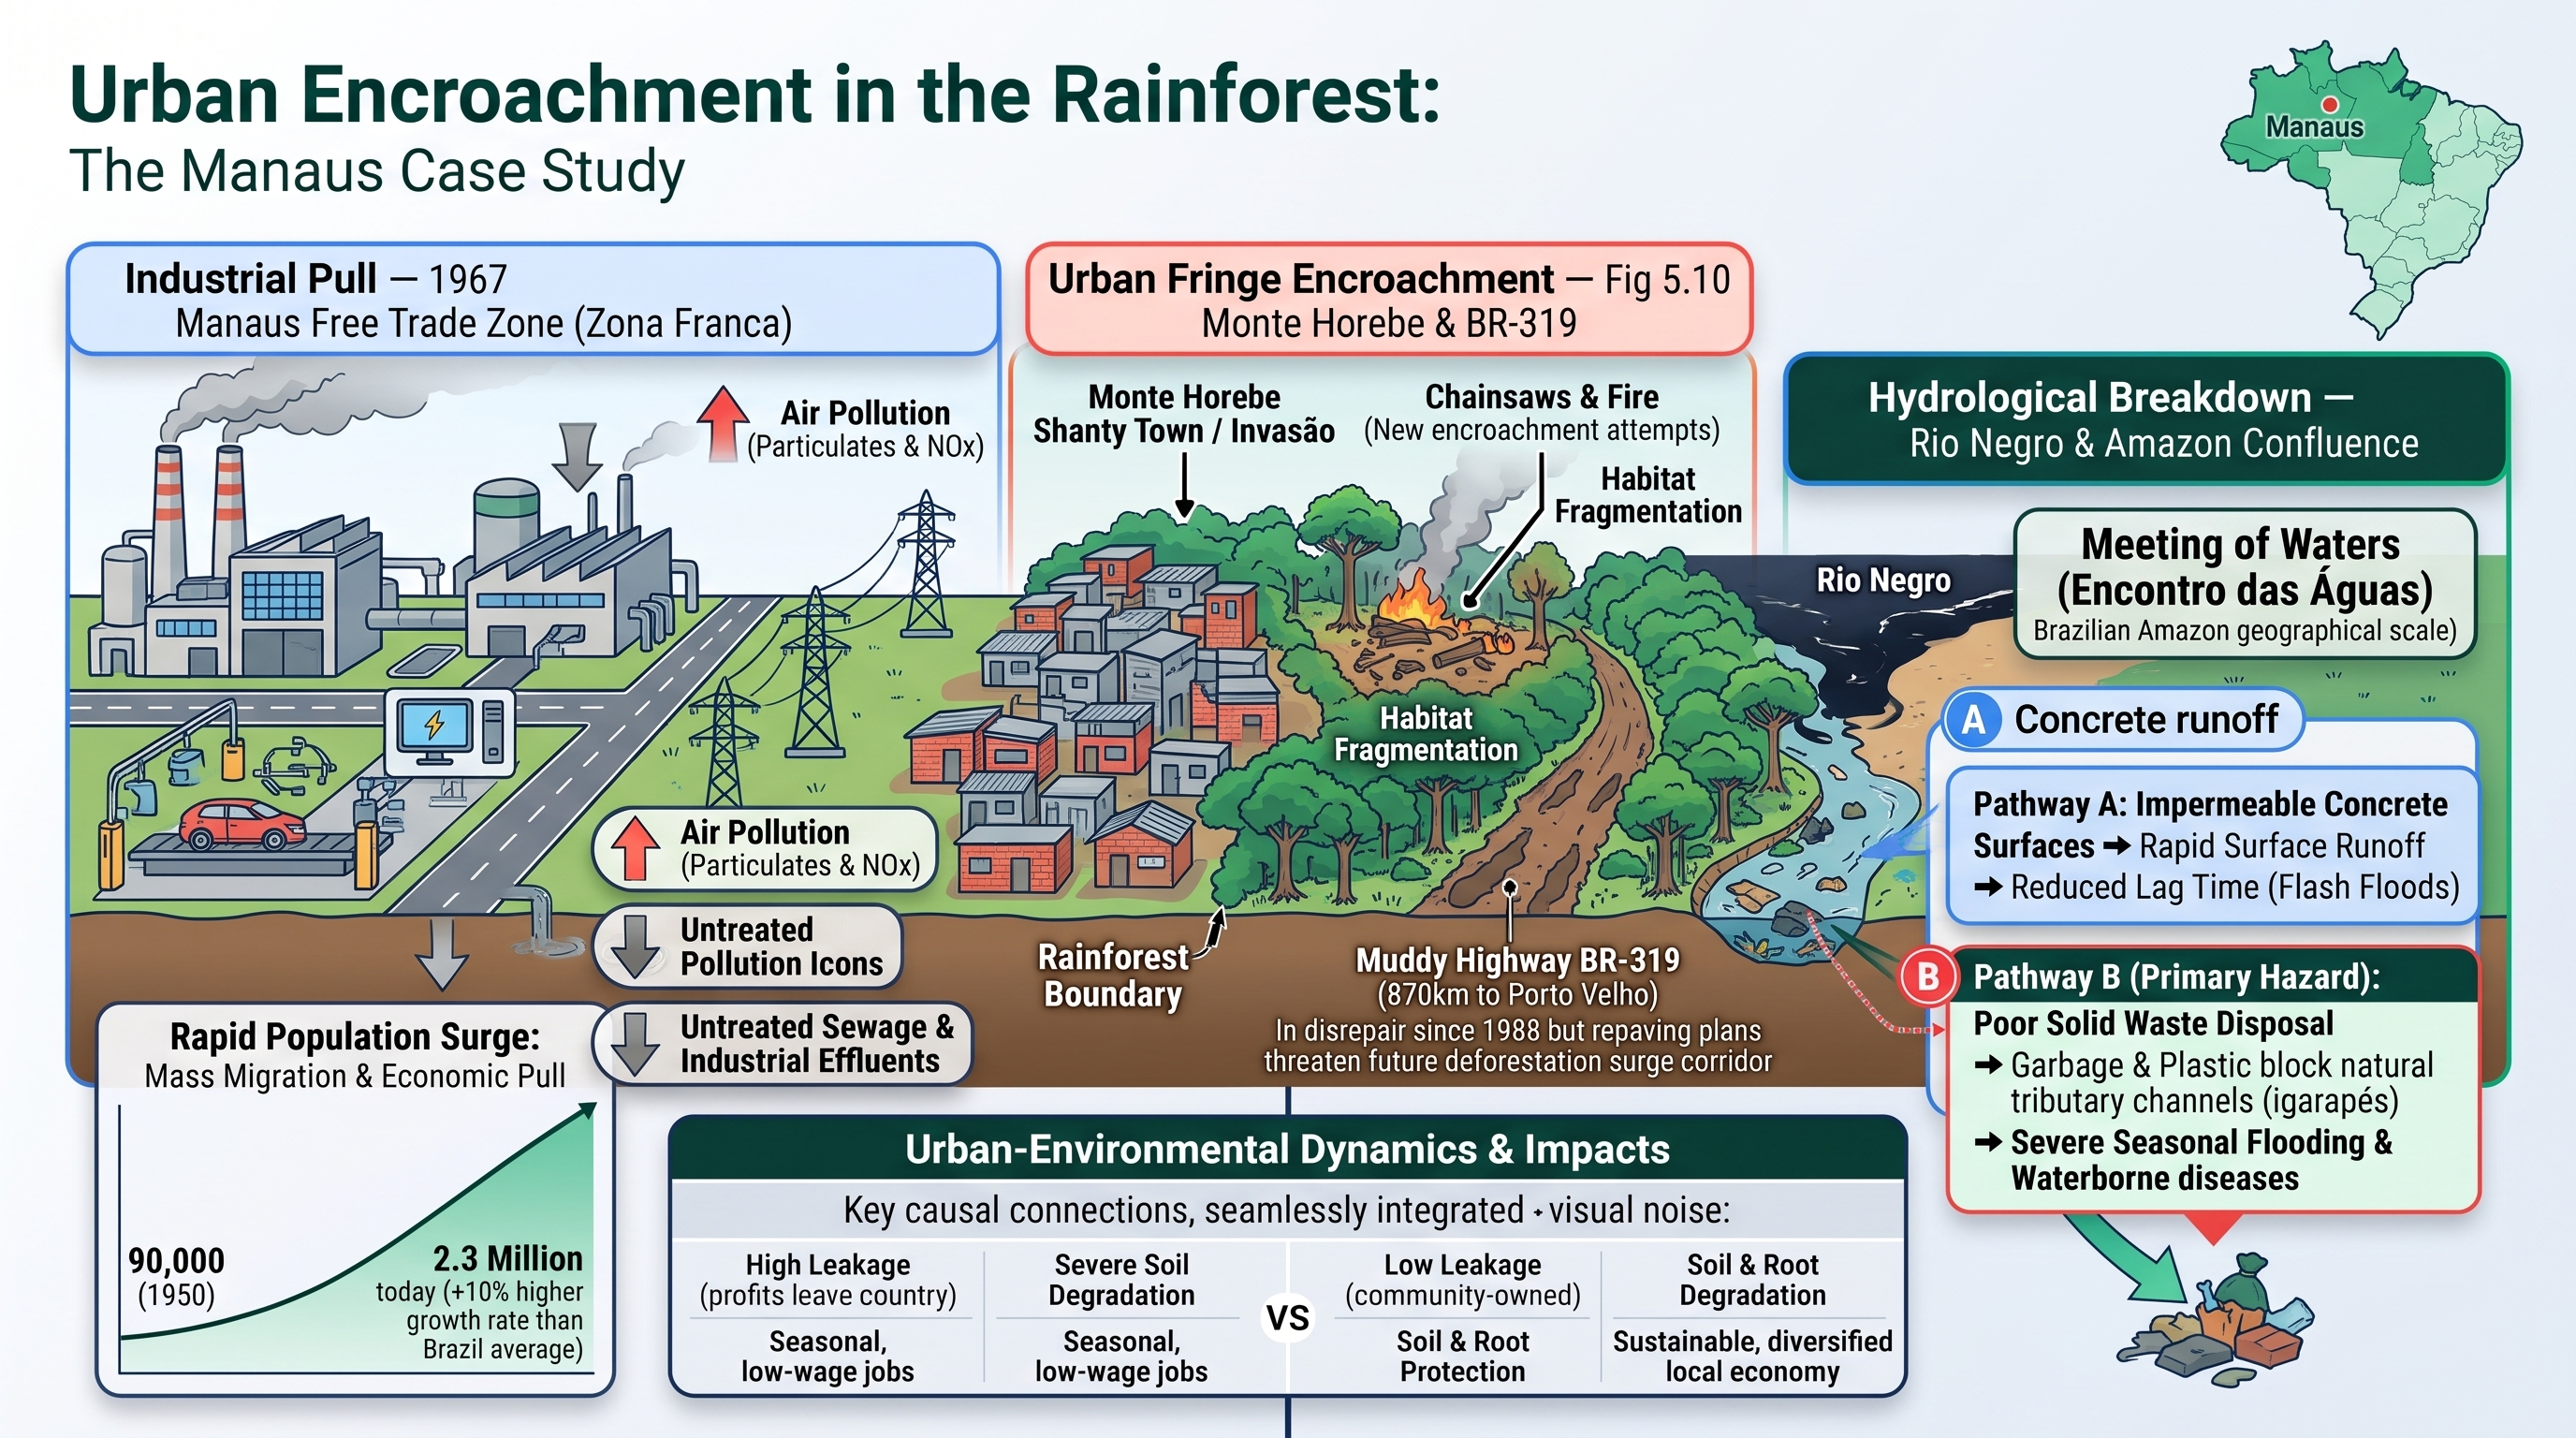 Urban Encroachment in the Rainforest:
The Manaus Case Study
Manaus
Industrial Pull — 1967
Manaus Free Trade Zone (Zona Franca)
Air Pollution
(Particulates & NOx)
Air Pollution
(Particulates & NOx)
Untreated
Pollution Icons
Untreated Sewage &
Industrial Effluents
Rapid Population Surge:
Mass Migration & Economic Pull
90,000
(1950)
2.3 Million
today (+10% higher
growth rate than
Brazil average)
Urban Fringe Encroachment — Fig 5.10
Monte Horebe & BR-319
Monte Horebe
Shanty Town / Invasão
Chainsaws & Fire
(New encroachment attempts)
Habitat
Fragmentation
Habitat
Fragmentation
Rainforest
Boundary
Muddy Highway BR-319
(870km to Porto Velho)
In disrepair since 1988 but repaving plans
threaten future deforestation surge corridor
Hydrological Breakdown —
Rio Negro & Amazon Confluence
Rio Negro
Meeting of Waters
(Encontro das Águas)
Brazilian Amazon geographical scale)
A Concrete runoff
Pathway A: Impermeable Concrete
Surfaces ➔ Rapid Surface Runoff
➔ Reduced Lag Time (Flash Floods)
B Pathway B (Primary Hazard):
Poor Solid Waste Disposal
➔ Garbage & Plastic block natural
tributary channels (igarapés)
➔ Severe Seasonal Flooding &
Waterborne diseases
Urban-Environmental Dynamics & Impacts
Key causal connections, seamlessly integrated · visual noise:
High Leakage
(profits leave country)
Severe Soil
Degradation
Seasonal,
low-wage jobs
Seasonal,
low-wage jobs
VS
Low Leakage
(community-owned)
Soil & Root
Degradation
Soil & Root
Protection
Sustainable, diversified
local economy